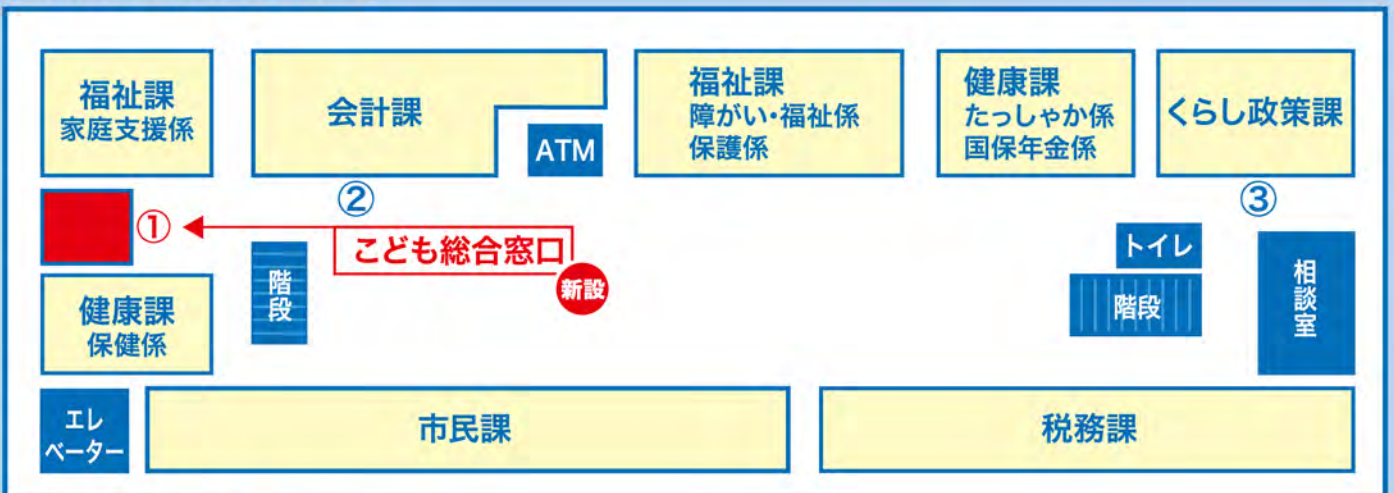 福祉課
家庭支援係
会計課
ATM
福祉課
障がい・福祉係
保護係
健康課
たっしゃか係
国保年金係
くらし政策課
①
②
③
こども総合窓口
新設
階段
トイレ
階段
相談室
健康課
保健係
エレ
ベーター
市民課
税務課